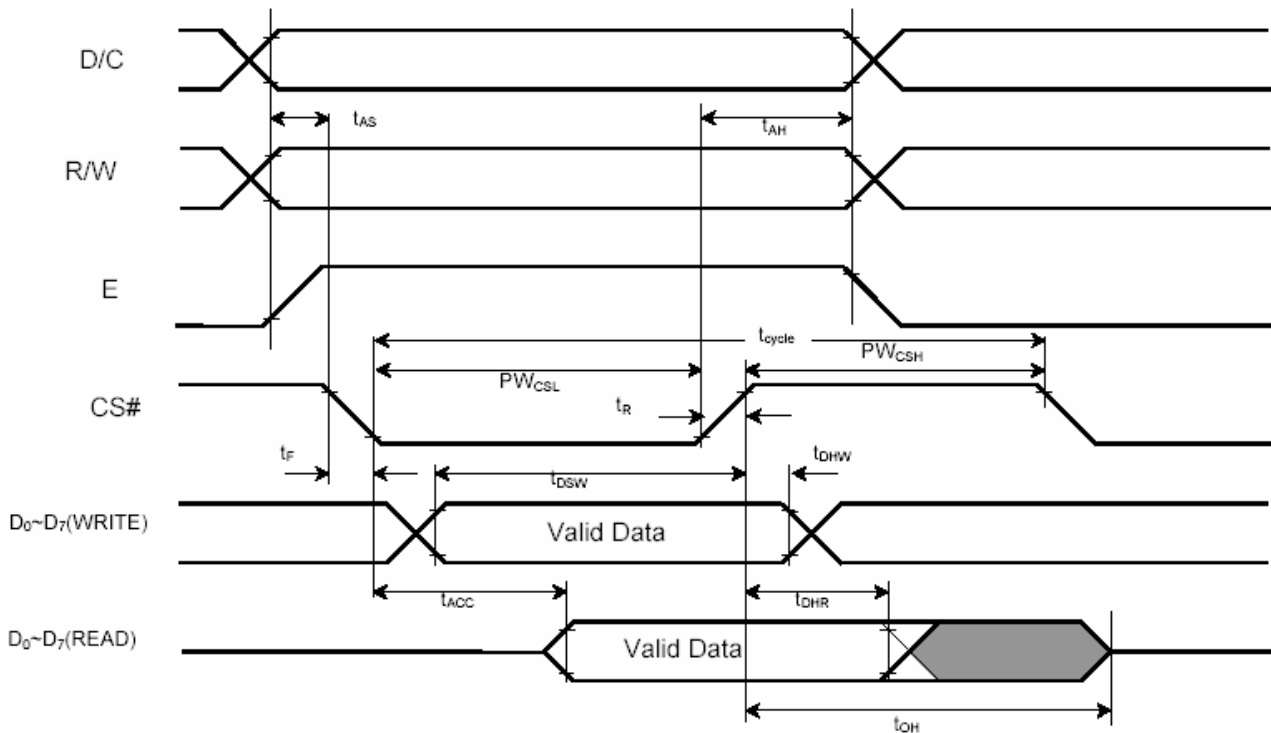 D/C
tAS
tAH
R/W
E
tcycle
PWCSL
PWCSH
CS#
tR
tF
tDSW
tDHW
D0~D7(WRITE)
Valid Data
tACC
tDHR
D0~D7(READ)
Valid Data
tOH